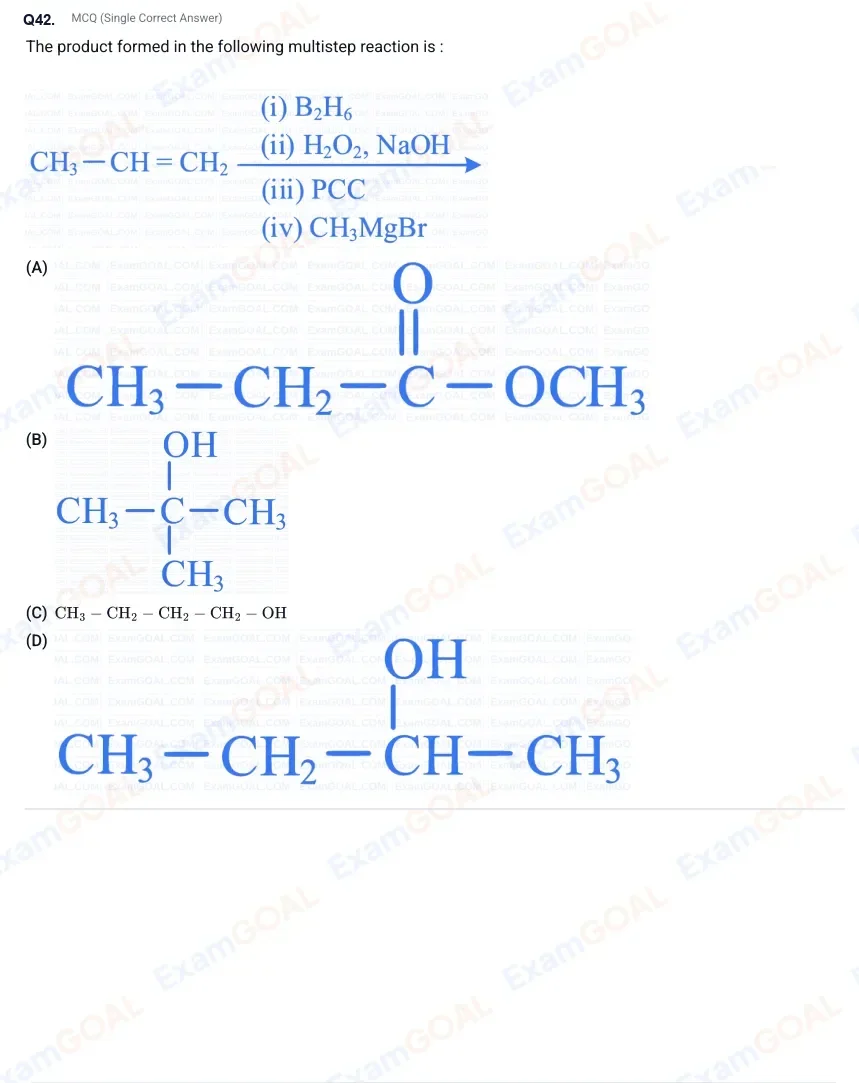 Q42. MCQ (Single Correct Answer)
The product formed in the following multistep reaction is :
(i) B₂H₆
(ii) H₂O₂, NaOH
CH₃—CH=CH₂
(iii) PCC
(iv) CH₃MgBr
(A)
O
||
CH₃—CH₂—C—OCH₃
(B)
OH
|
CH₃—C—CH₃
|
CH₃
(C) CH₃ – CH₂ – CH₂ – CH₂ – OH
(D)
OH
|
CH₃—CH₂—CH—CH₃
ExamGOAL